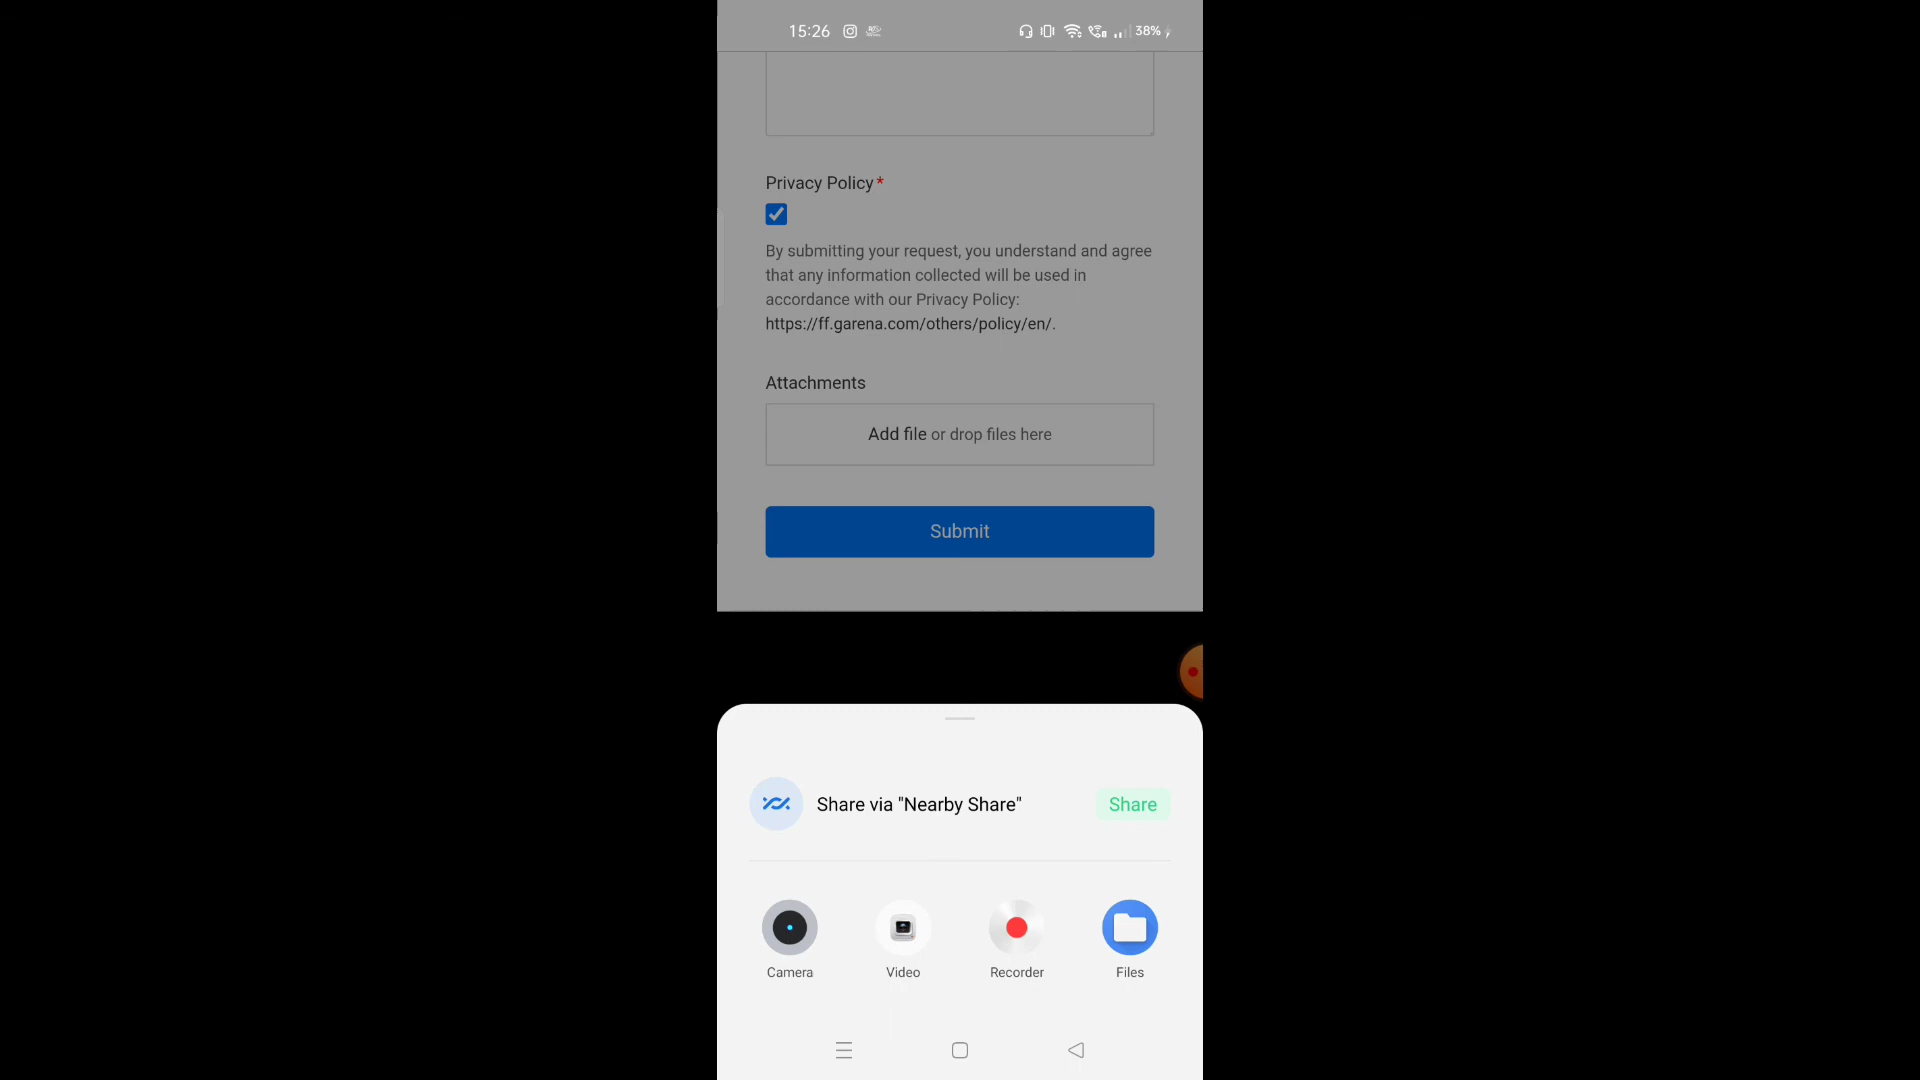 15:26
38%
Privacy Policy*
By submitting your request, you understand and agree
that any information collected will be used in
accordance with our Privacy Policy:
https://ff.garena.com/others/policy/en/.
Attachments
Add file or drop files here
Submit
Share via "Nearby Share"
Share
Camera
Video
Recorder
Files